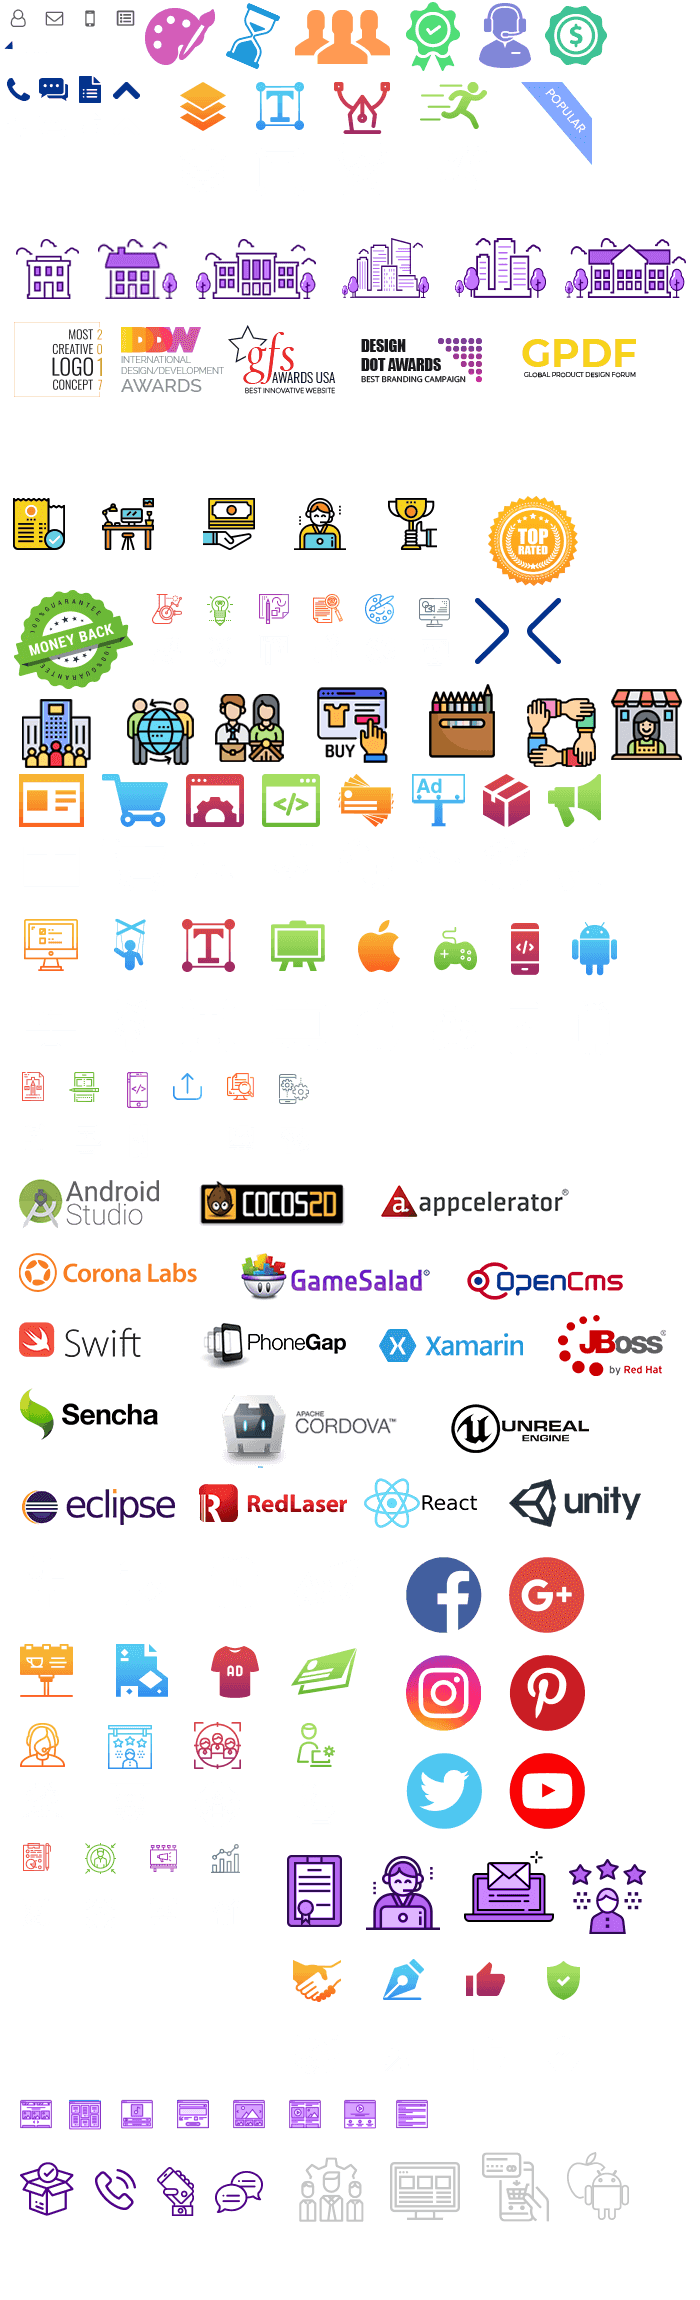 POPULAR
MOST 2
CREATIVE 0
LOGO 1
CONCEPT 7
IDDW
INTERNATIONAL
DESIGN/DEVELOPMENT
AWARDS
gfs
AWARDS USA
BEST INNOVATIVE WEBSITE
DESIGN
DOT AWARDS
BEST BRANDING CAMPAIGN
GPDF
GLOBAL PRODUCT DESIGN FORUM
TOP
RATED
100% GUARANTEE
MONEY BACK
100% GUARANTEE
BUY
Ad
Android
Studio
COCOS2D
appcelerator®
Corona Labs
GameSalad®
OpenCms
Swift
PhoneGap
Xamarin
JBoss
by Red Hat
Sencha
APACHE
CORDOVA™
UNREAL
ENGINE
eclipse
RedLaser
React
unity
G+
AD